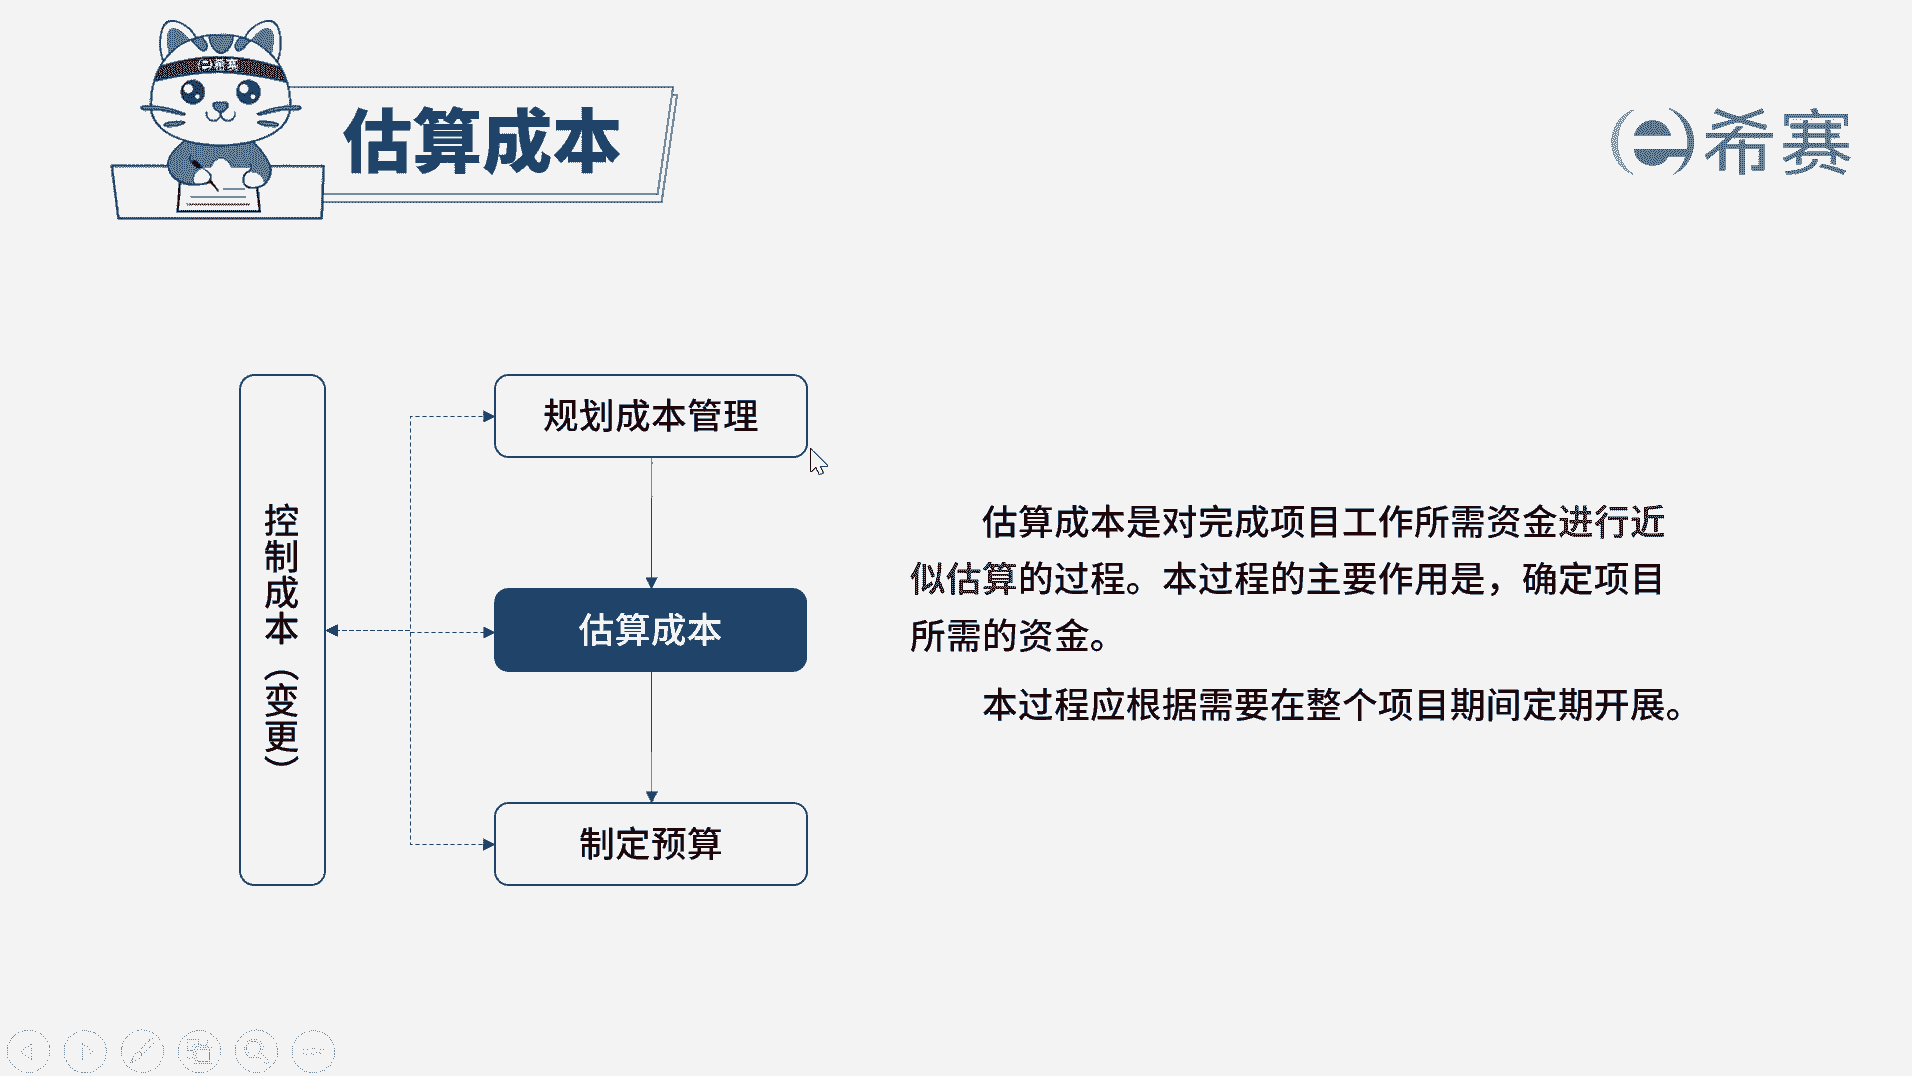 希赛
估算成本
希赛
规划成本管理
控制成本（变更）
估算成本
制定预算
估算成本是对完成项目工作所需资金进行近
似估算的过程。本过程的主要作用是，确定项目
所需的资金。
本过程应根据需要在整个项目期间定期开展。